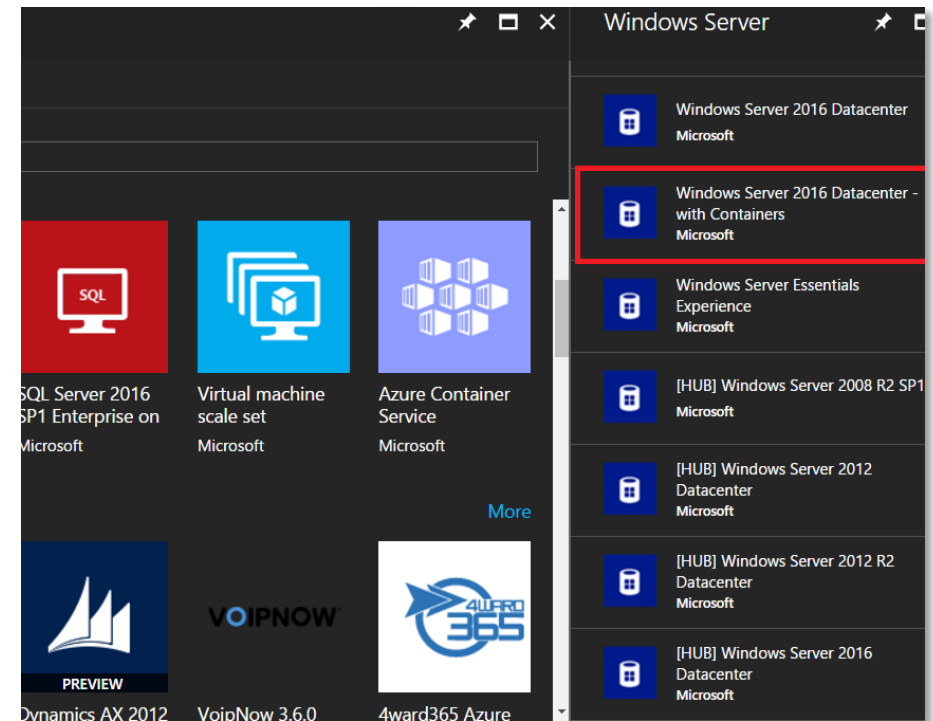 Windows Server
SQL
SQL Server 2016
SP1 Enterprise on
Microsoft
Virtual machine
scale set
Microsoft
Azure Container
Service
Microsoft
More
PREVIEW
Dynamics AX 2012
VOIPNOW
VoipNow 3.6.0
4WARD
365
4ward365 Azure
Windows Server 2016 Datacenter
Microsoft
Windows Server 2016 Datacenter -
with Containers
Microsoft
Windows Server Essentials
Experience
Microsoft
[HUB] Windows Server 2008 R2 SP1
Microsoft
[HUB] Windows Server 2012
Datacenter
Microsoft
[HUB] Windows Server 2012 R2
Datacenter
Microsoft
[HUB] Windows Server 2016
Datacenter
Microsoft